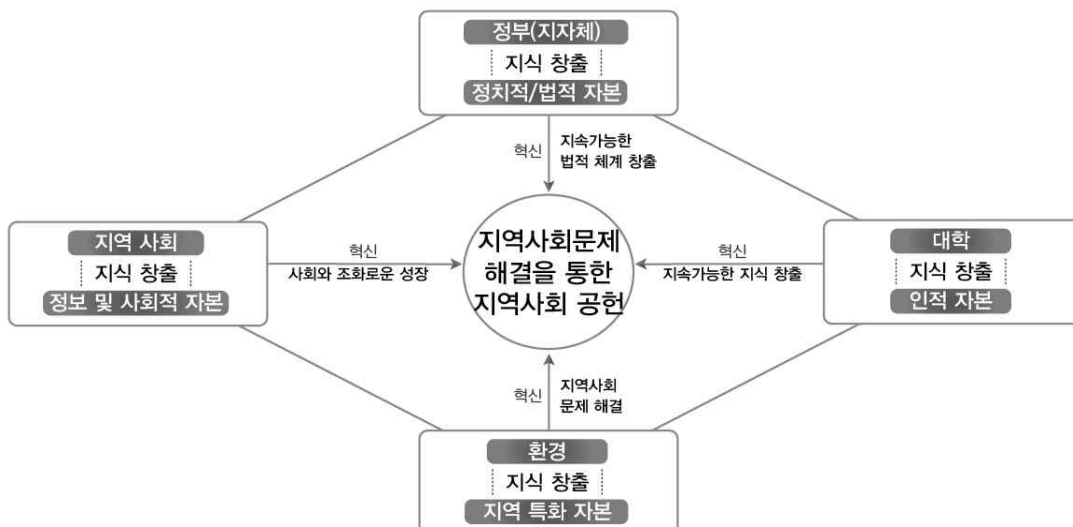 정부(지자체)
지식 창출
정치적/법적 자본
혁신
지속가능한
법적 체계 창출
지역 사회
지식 창출
정보 및 사회적 자본
혁신
사회와 조화로운 성장
지역사회문제
해결을 통한
지역사회 공헌
혁신
지속가능한 지식 창출
대학
지식 창출
인적 자본
혁신
지역사회
문제 해결
환경
지식 창출
지역 특화 자본